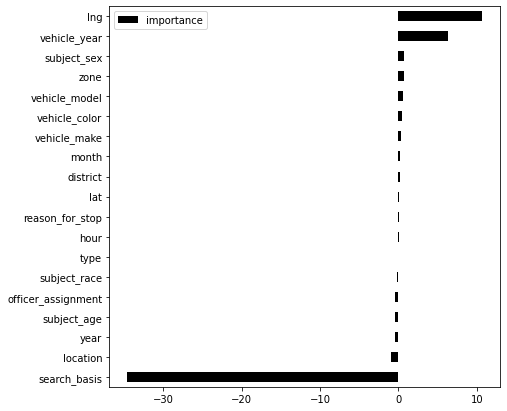 importance
lng
vehicle_year
subject_sex
zone
vehicle_model
vehicle_color
vehicle_make
month
district
lat
reason_for_stop
hour
type
subject_race
officer_assignment
subject_age
year
location
search_basis
−30 −20 −10 0 10